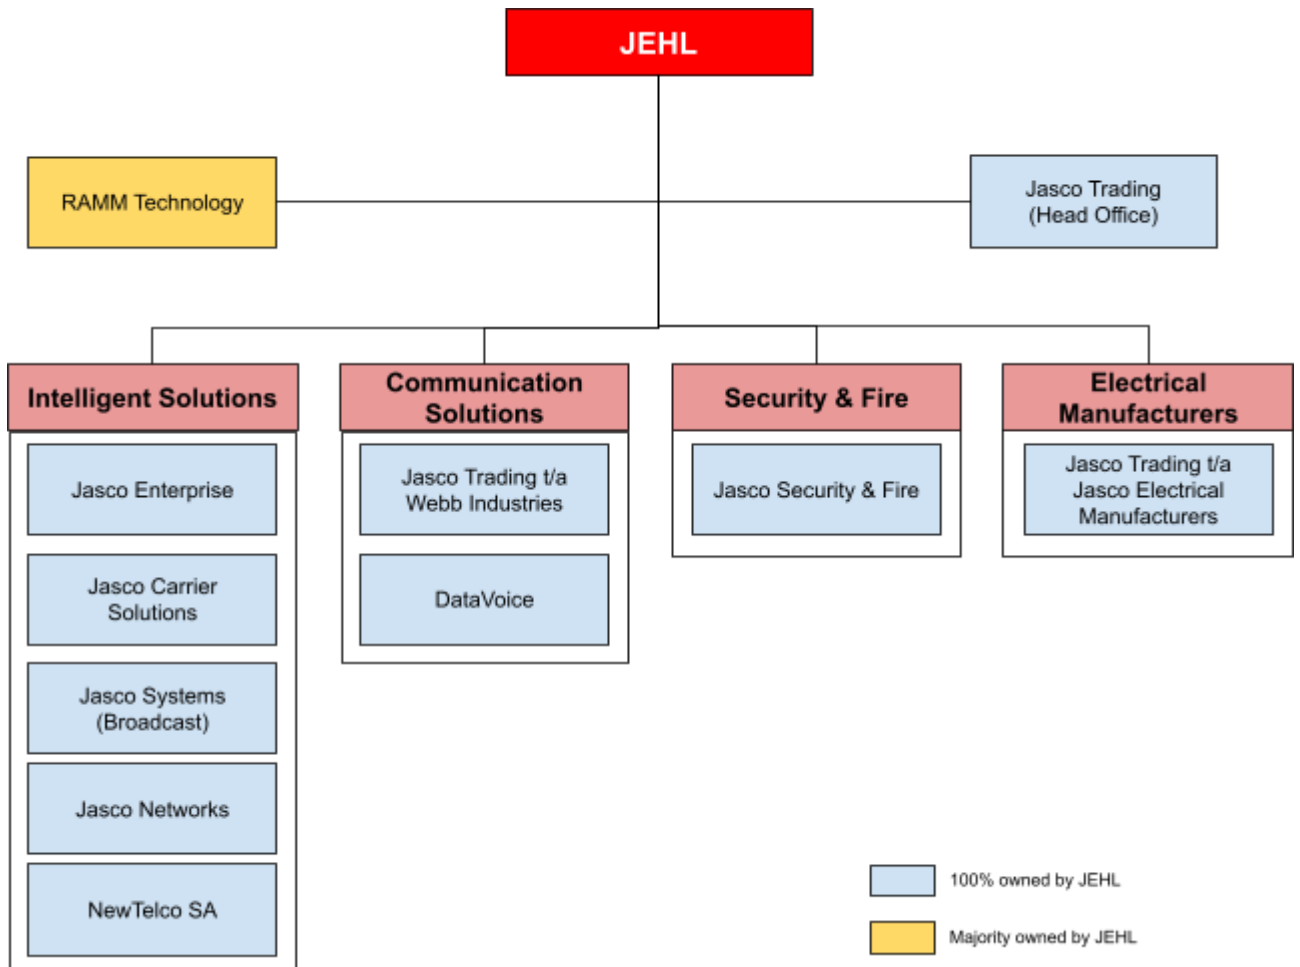 JEHL
RAMM Technology
Jasco Trading
(Head Office)
Intelligent Solutions
Communication
Solutions
Security & Fire
Electrical
Manufacturers
Jasco Enterprise
Jasco Carrier
Solutions
Jasco Systems
(Broadcast)
Jasco Networks
NewTelco SA
Jasco Trading t/a
Webb Industries
DataVoice
Jasco Security & Fire
Jasco Trading t/a
Jasco Electrical
Manufacturers
100% owned by JEHL
Majority owned by JEHL